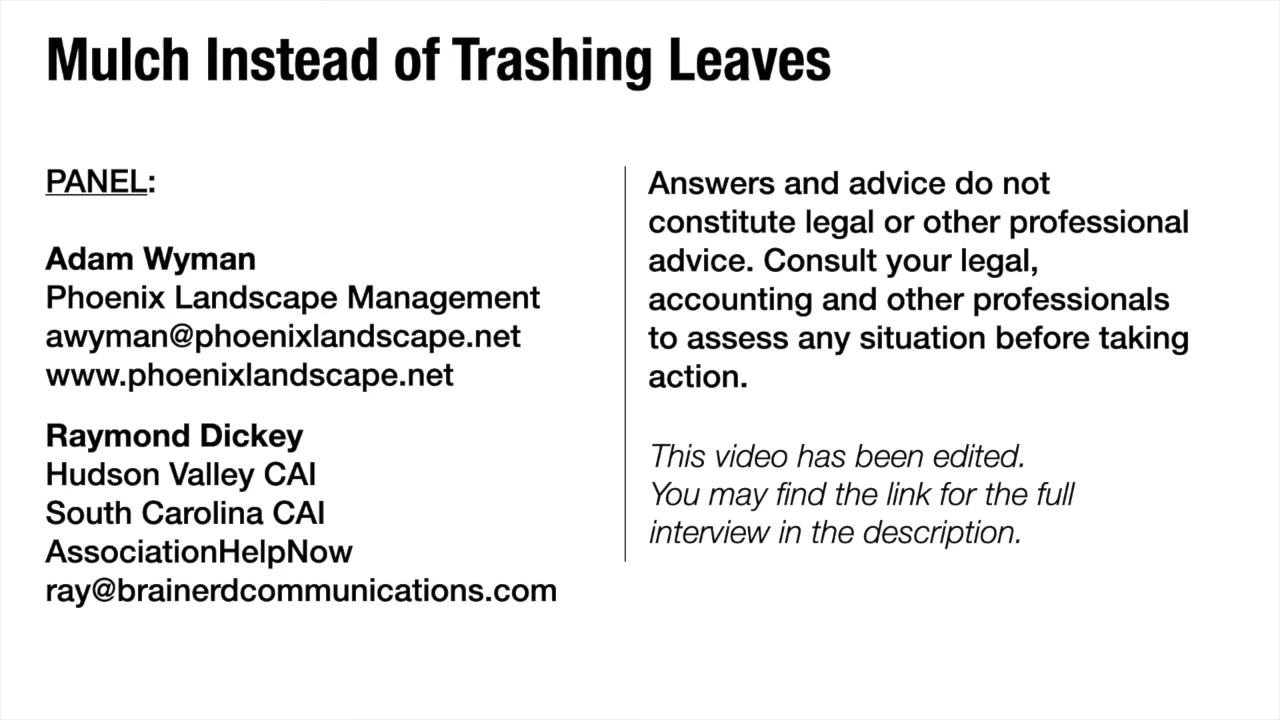 Mulch Instead of Trashing Leaves
PANEL:
Adam Wyman
Phoenix Landscape Management
awyman@phoenixlandscape.net
www.phoenixlandscape.net
Raymond Dickey
Hudson Valley CAI
South Carolina CAI
AssociationHelpNow
ray@brainerdcommunications.com
Answers and advice do not
constitute legal or other professional
advice. Consult your legal,
accounting and other professionals
to assess any situation before taking
action.
This video has been edited.
You may find the link for the full
interview in the description.